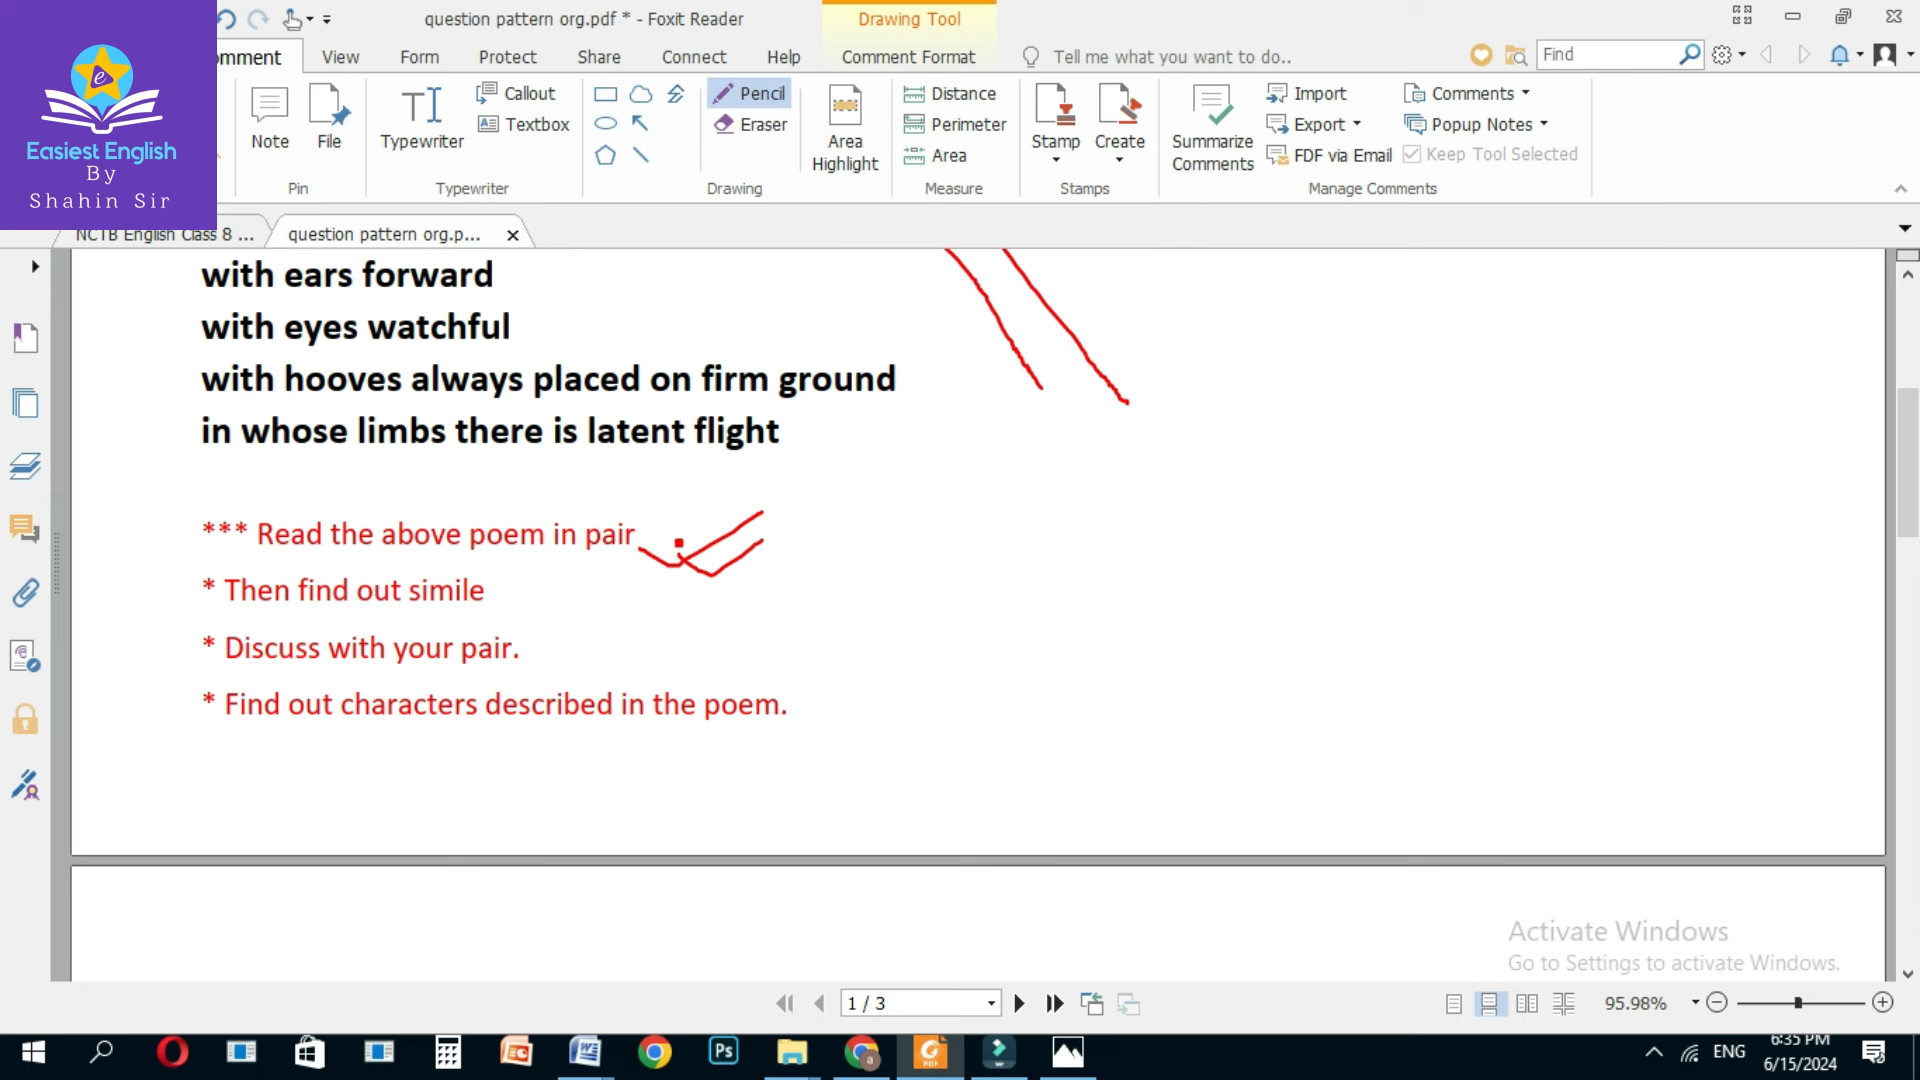 question pattern org.pdf * - Foxit Reader
Drawing Tool
omment
View
Form
Protect
Share
Connect
Help
Comment Format
Tell me what you want to do..
Find
Note
File
Typewriter
Callout
Textbox
Pencil
Eraser
Area Highlight
Distance
Perimeter
Area
Stamp
Create
Summarize Comments
Import
Export
FDF via Email
Comments
Popup Notes
Keep Tool Selected
Pin
Typewriter
Drawing
Measure
Stamps
Manage Comments
e
Easiest English
By
Shahin Sir
NCTB English Class 8 ...
question pattern org.p...
with ears forward
with eyes watchful
with hooves always placed on firm ground
in whose limbs there is latent flight
*** Read the above poem in pair
* Then find out simile
* Discuss with your pair.
* Find out characters described in the poem.
Activate Windows
Go to Settings to activate Windows.
1 / 3
95.98%
Ps
ENG
6:35 PM
6/15/2024